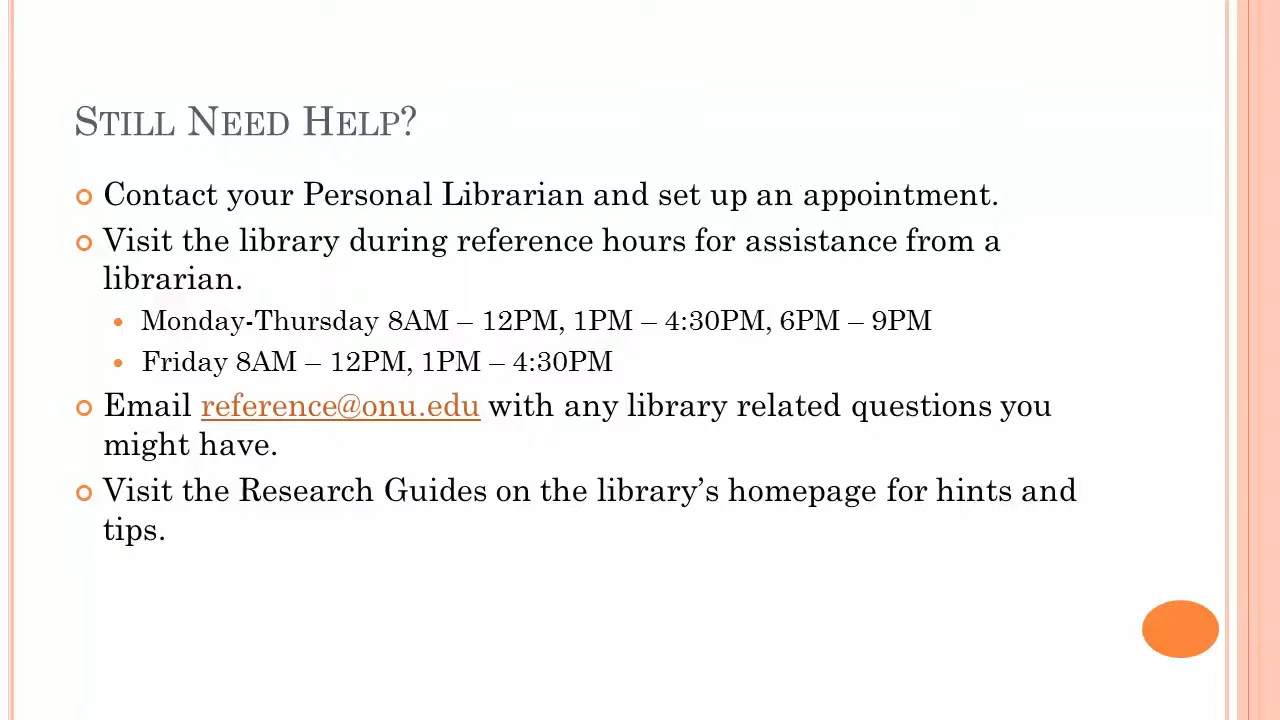 Still Need Help?
Contact your Personal Librarian and set up an appointment.
Visit the library during reference hours for assistance from a
librarian.
Monday-Thursday 8AM – 12PM, 1PM – 4:30PM, 6PM – 9PM
Friday 8AM – 12PM, 1PM – 4:30PM
Email reference@onu.edu with any library related questions you
might have.
Visit the Research Guides on the library’s homepage for hints and
tips.